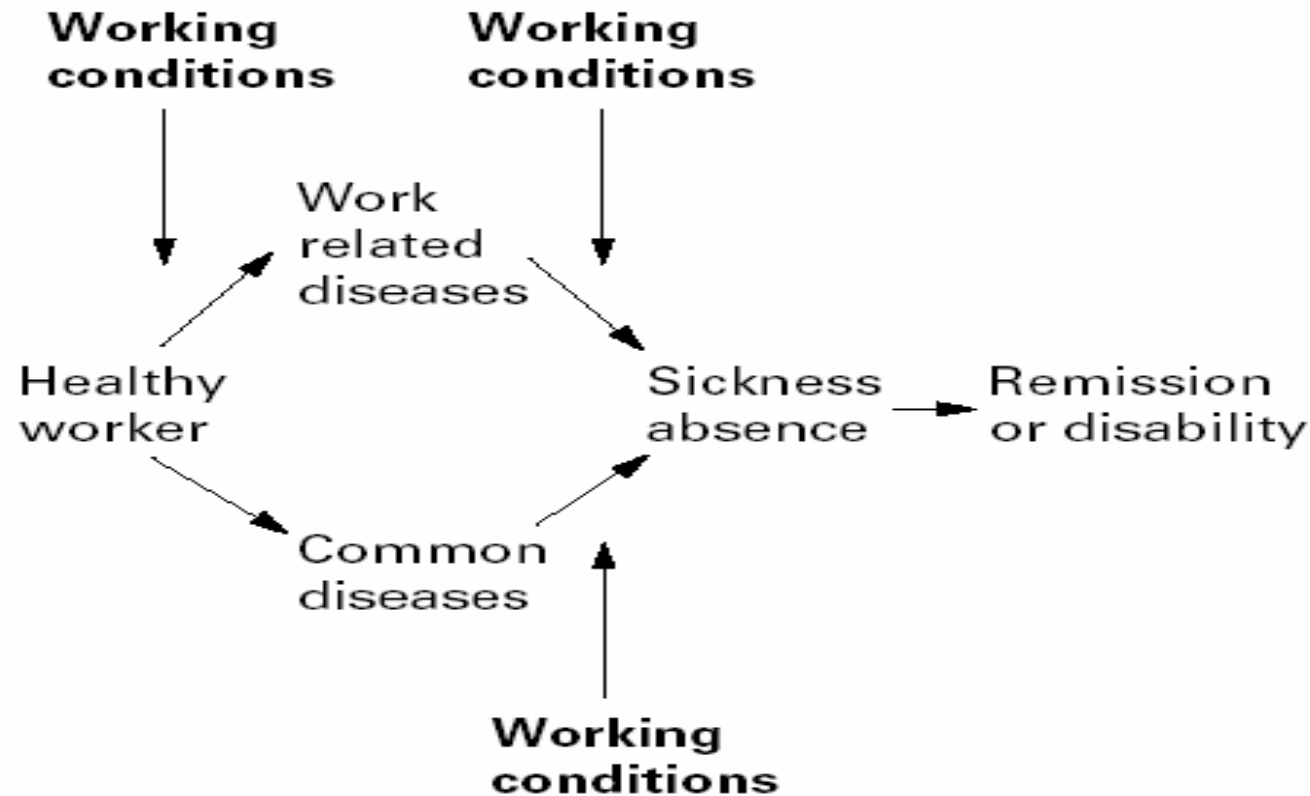 Working
conditions
Working
conditions
Work
related
diseases
Healthy
worker
Sickness
absence
Remission
or disability
Common
diseases
Working
conditions